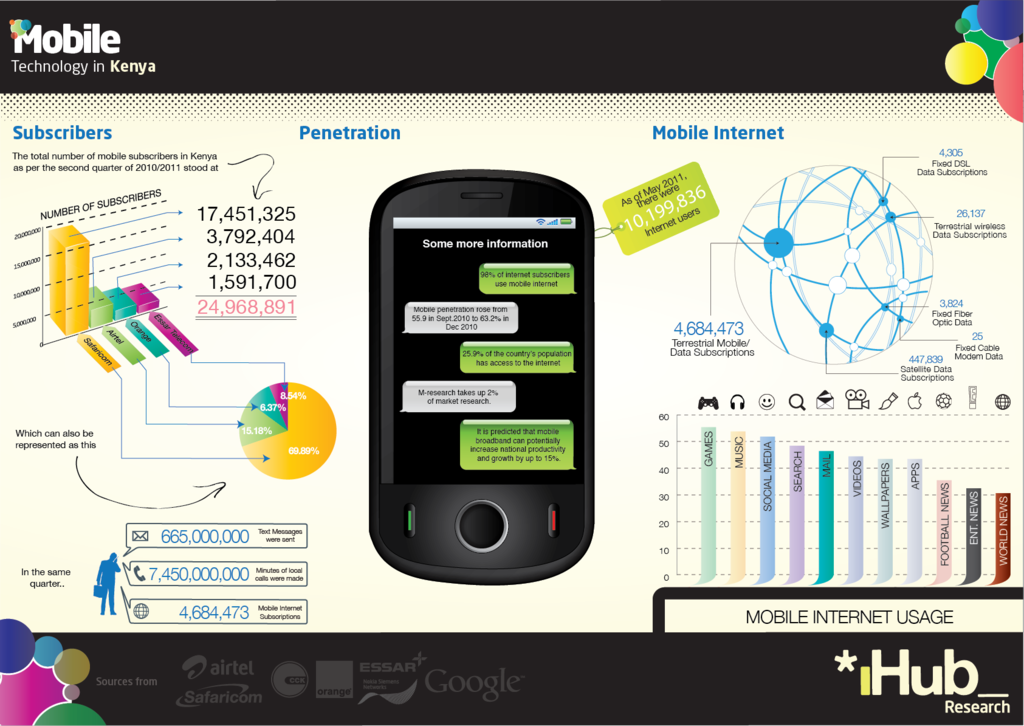 Mobile
Technology in Kenya
Subscribers
The total number of mobile subscribers in Kenya
as per the second quarter of 2010/2011 stood at
NUMBER OF SUBSCRIBERS
20,000,000
15,000,000
10,000,000
5,000,000
0
17,451,325
3,792,404
2,133,462
1,591,700
24,968,891
Safaricom
Airtel
Orange
Essar Telecom
Which can also be
represented as this
8.54%
6.37%
15.18%
69.89%
In the same
quarter..
665,000,000 Text Messages
were sent
7,450,000,000 Minutes of local
calls were made
4,684,473 Mobile Internet
Subscriptions
Penetration
Some more information
98% of internet subscribers
use mobile internet
Mobile penetration rose from
55.9 in Sept.2010 to 63.2% in
Dec 2010
25.9% of the country's population
has access to the internet
M-research takes up 2%
of market research.
It is predicted that mobile
broadband can potentially
increase national productivity
and growth by up to 15%.
As of May 2011,
there were
10,199,836
Internet users
Mobile Internet
4,305
Fixed DSL
Data Subscriptions
26,137
Terrestrial wireless
Data Subscriptions
3,824
Fixed Fiber
Optic Data
25
Fixed Cable
Modem Data
447,839
Satellite Data
Subscriptions
4,684,473
Terrestrial Mobile/
Data Subscriptions
60
50
40
30
20
10
0
GAMES
MUSIC
SOCIAL MEDIA
SEARCH
MAIL
VIDEOS
WALLPAPERS
APPS
FOOTBALL NEWS
ENT. NEWS
WORLD NEWS
MOBILE INTERNET USAGE
Sources from
airtel
Safaricom
CCK
orange
ESSAR
Nokia Siemens
Networks
Google
*iHub_
Research